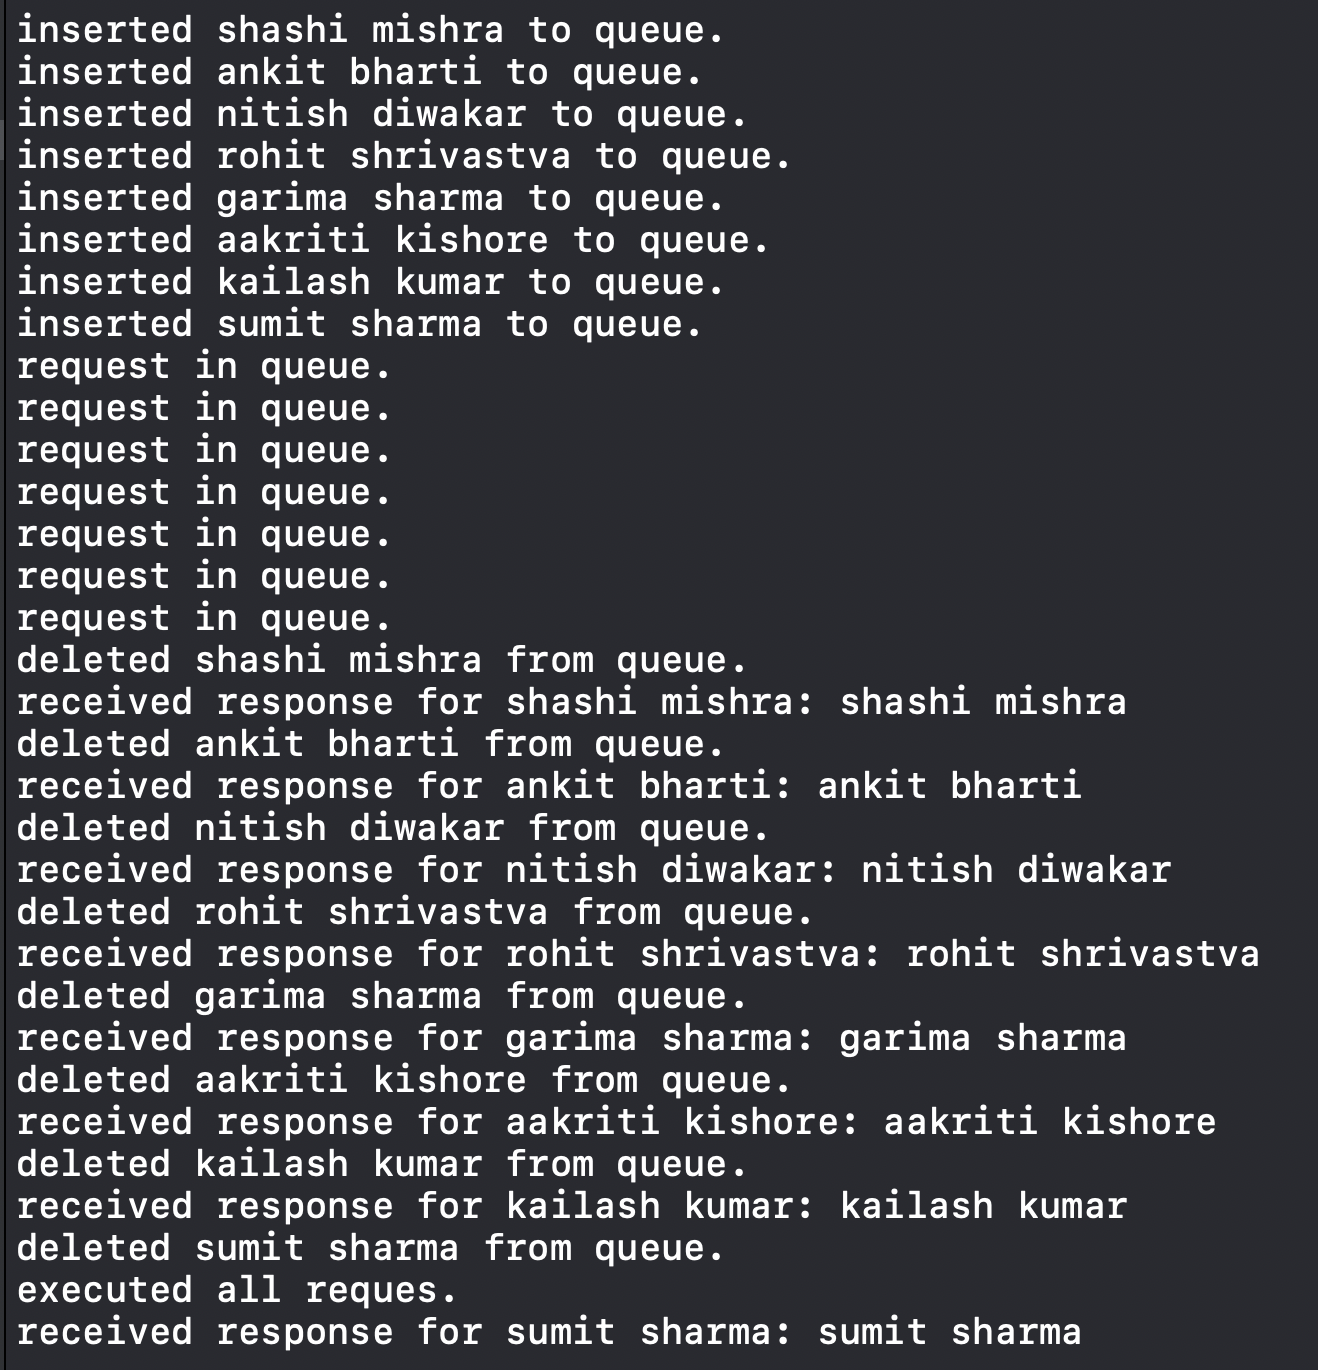 inserted shashi mishra to queue.
inserted ankit bharti to queue.
inserted nitish diwakar to queue.
inserted rohit shrivastva to queue.
inserted garima sharma to queue.
inserted aakriti kishore to queue.
inserted kailash kumar to queue.
inserted sumit sharma to queue.
request in queue.
request in queue.
request in queue.
request in queue.
request in queue.
request in queue.
request in queue.
deleted shashi mishra from queue.
received response for shashi mishra: shashi mishra
deleted ankit bharti from queue.
received response for ankit bharti: ankit bharti
deleted nitish diwakar from queue.
received response for nitish diwakar: nitish diwakar
deleted rohit shrivastva from queue.
received response for rohit shrivastva: rohit shrivastva
deleted garima sharma from queue.
received response for garima sharma: garima sharma
deleted aakriti kishore from queue.
received response for aakriti kishore: aakriti kishore
deleted kailash kumar from queue.
received response for kailash kumar: kailash kumar
deleted sumit sharma from queue.
executed all reques.
received response for sumit sharma: sumit sharma